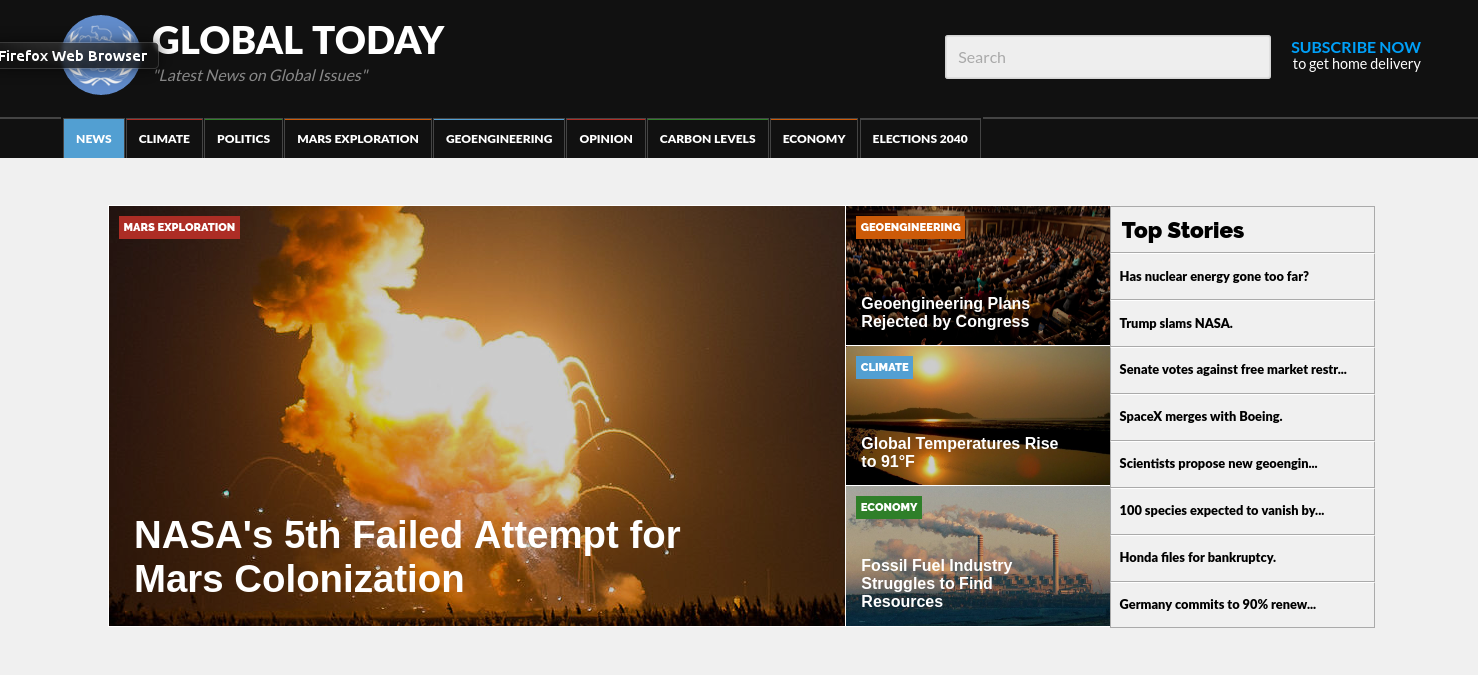 GLOBAL TODAY
Firefox Web Browser
"Latest News on Global Issues"
Search
SUBSCRIBE NOW
to get home delivery
NEWS
CLIMATE
POLITICS
MARS EXPLORATION
GEOENGINEERING
OPINION
CARBON LEVELS
ECONOMY
ELECTIONS 2040
MARS EXPLORATION
NASA's 5th Failed Attempt for
Mars Colonization
GEOENGINEERING
Geoengineering Plans
Rejected by Congress
CLIMATE
Global Temperatures Rise
to 91°F
ECONOMY
Fossil Fuel Industry
Struggles to Find
Resources
Top Stories
Has nuclear energy gone too far?
Trump slams NASA.
Senate votes against free market restr...
SpaceX merges with Boeing.
Scientists propose new geoengin...
100 species expected to vanish by...
Honda files for bankruptcy.
Germany commits to 90% renew...